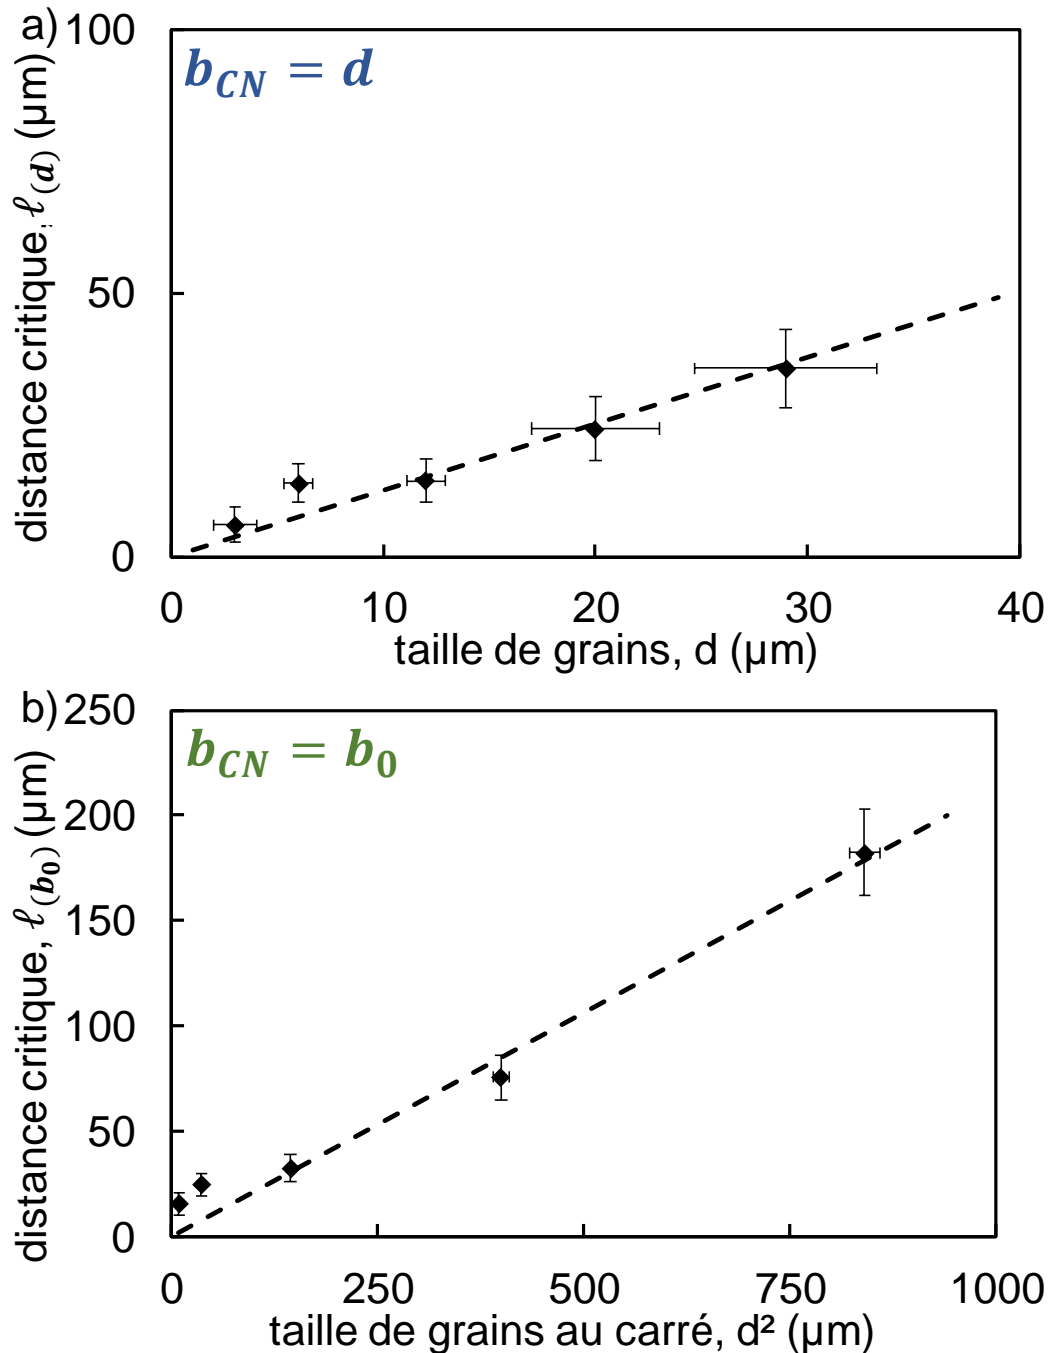 a)
100
b_CN = d
50
0
distance critique, ℓ(d) (µm)
0 10 20 30 40
taille de grains, d (µm)
b)
250
b_CN = b_0
200
150
100
50
0
distance critique, ℓ(b_0) (µm)
0 250 500 750 1000
taille de grains au carré, d² (µm)